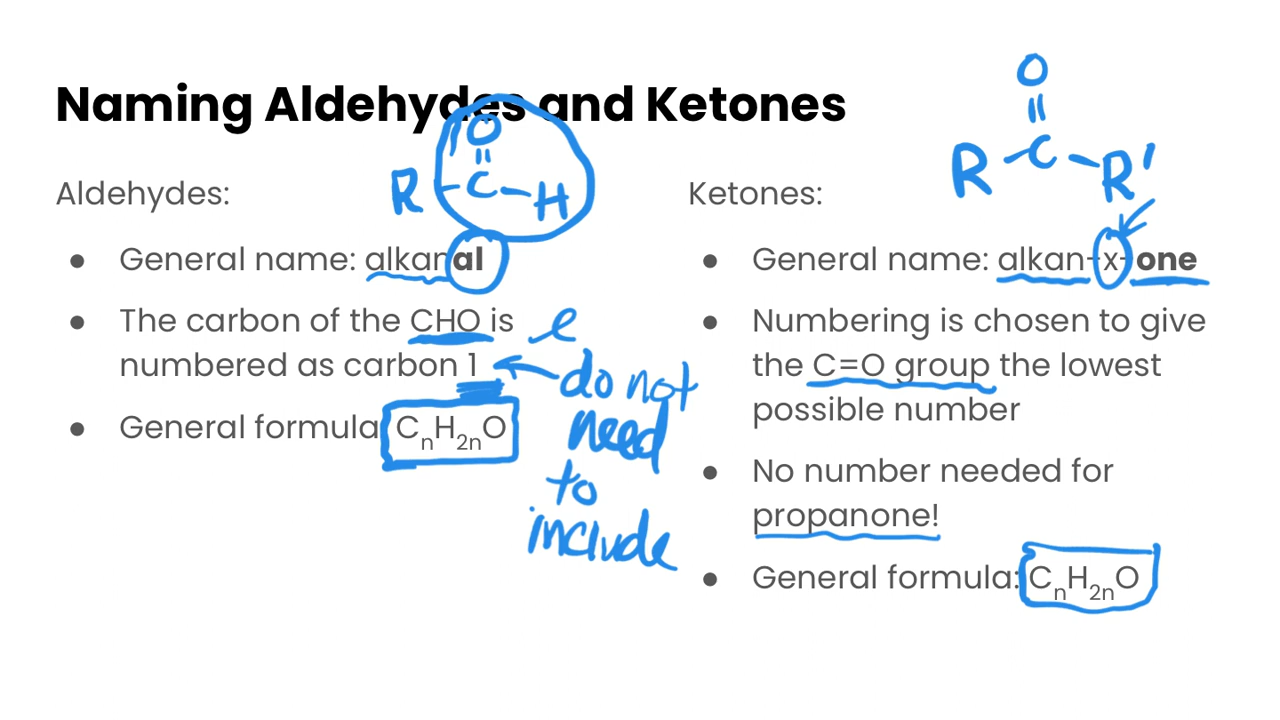 Naming Aldehydes and Ketones
Aldehydes:
O
||
R - C - H
● General name: alkanal
● The carbon of the CHO is
numbered as carbon 1
e
do not
need
to
include
● General formula: CnH2nO
Ketones:
O
||
R - C - R'
● General name: alkan-x-one
● Numbering is chosen to give
the C=O group the lowest
possible number
● No number needed for
propanone!
● General formula: CnH2nO